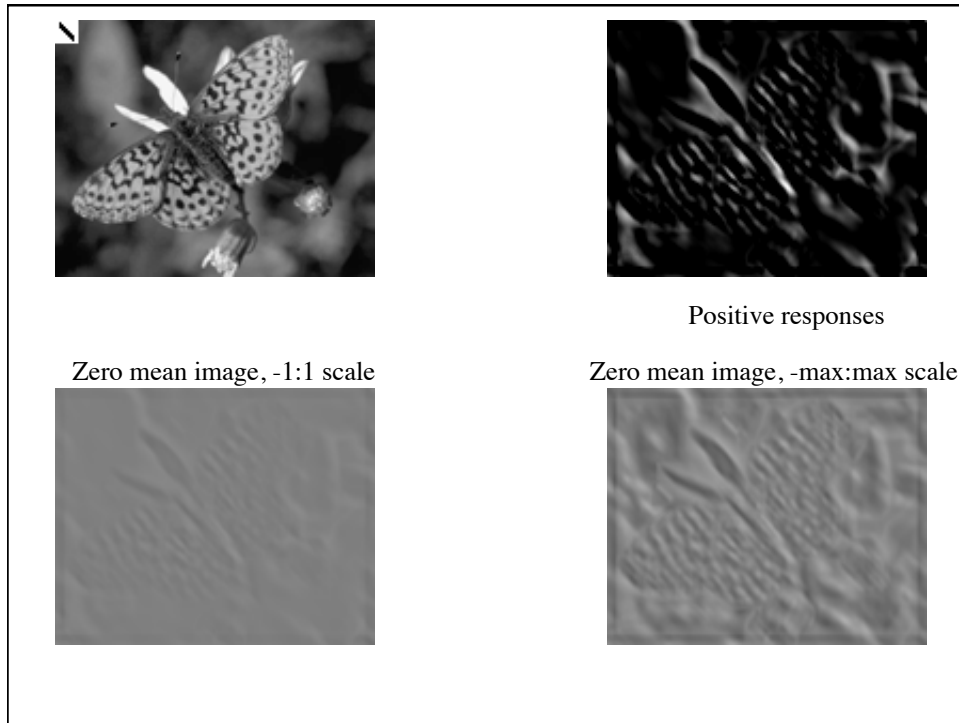 Positive responses
Zero mean image, -1:1 scale
Zero mean image, -max:max scale